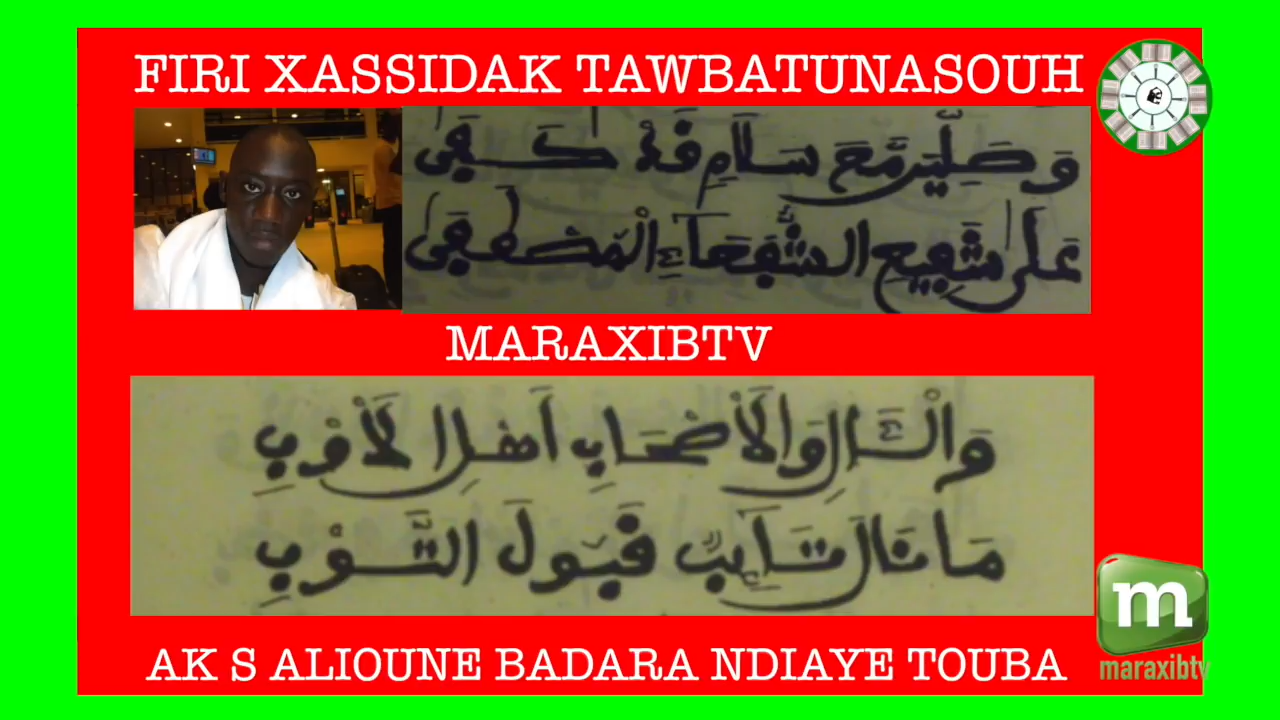 FIRI XASSIDAK TAWBATUNASOUH
وَصَلِّيَن مَّعَ سَلَامٍ قَدْ كَفَى
عَلَى شَفِيعِ الشُّفَعَاءِ الْمُصْطَفَى
MARAXIBTV
وَالْآلِ وَالْأَصْحَابِ أَهْلِ الْأَوْبِ
مَا نَالَ تَائِبٌ قَبُولَ التَّوْبِ
AK S ALIOUNE BADARA NDIAYE TOUBA
m
maraxibtv